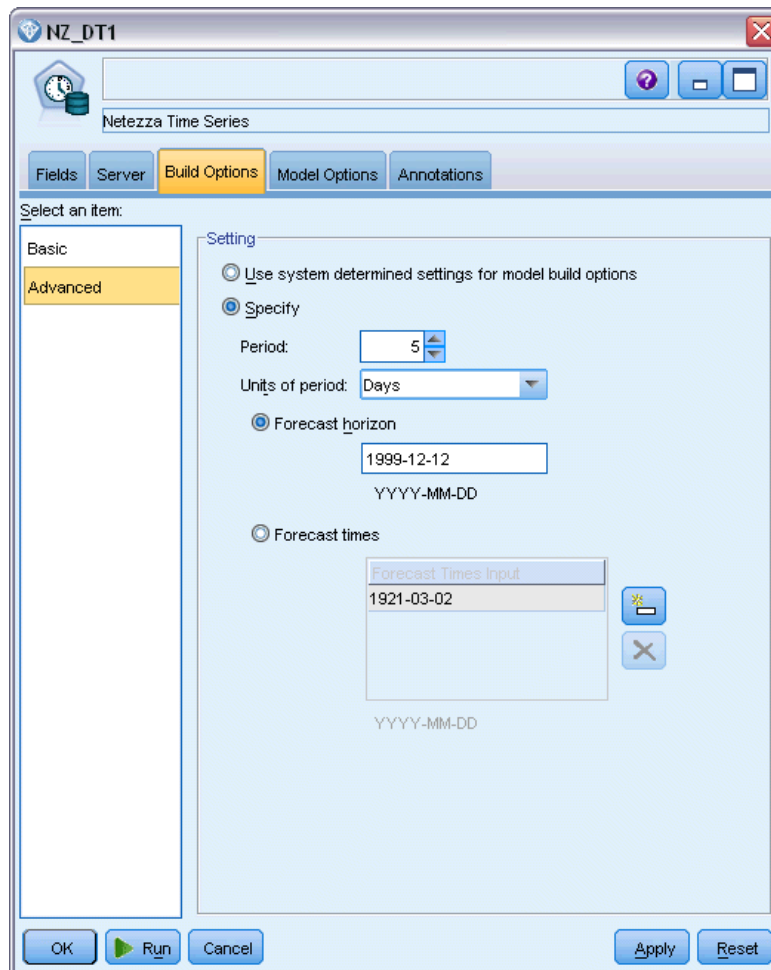 NZ_DT1
Netezza Time Series
Fields Server Build Options Model Options Annotations
Select an item:
Basic
Advanced
Setting
Use system determined settings for model build options
Specify
Period: 5
Units of period: Days
Forecast horizon
1999-12-12
YYYY-MM-DD
Forecast times
Forecast Times Input
1921-03-02
YYYY-MM-DD
OK Run Cancel Apply Reset